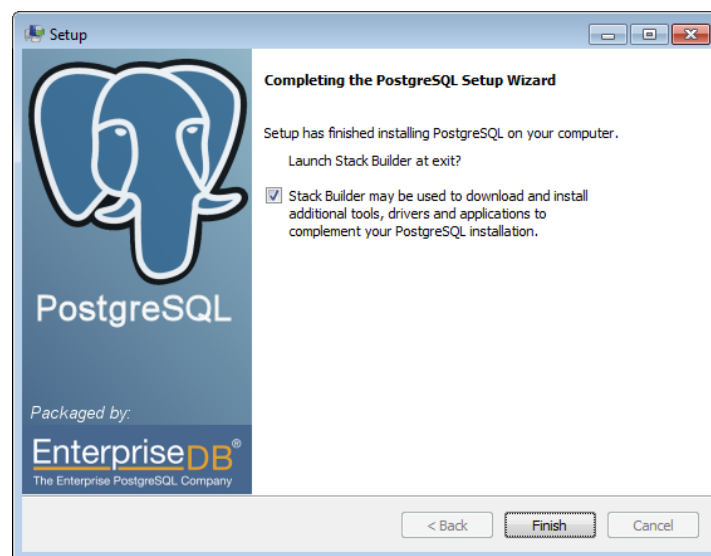 Setup
Completing the PostgreSQL Setup Wizard
Setup has finished installing PostgreSQL on your computer.
Launch Stack Builder at exit?
Stack Builder may be used to download and install
additional tools, drivers and applications to
complement your PostgreSQL installation.
PostgreSQL
Packaged by:
EnterpriseDB®
The Enterprise PostgreSQL Company
< Back
Finish
Cancel